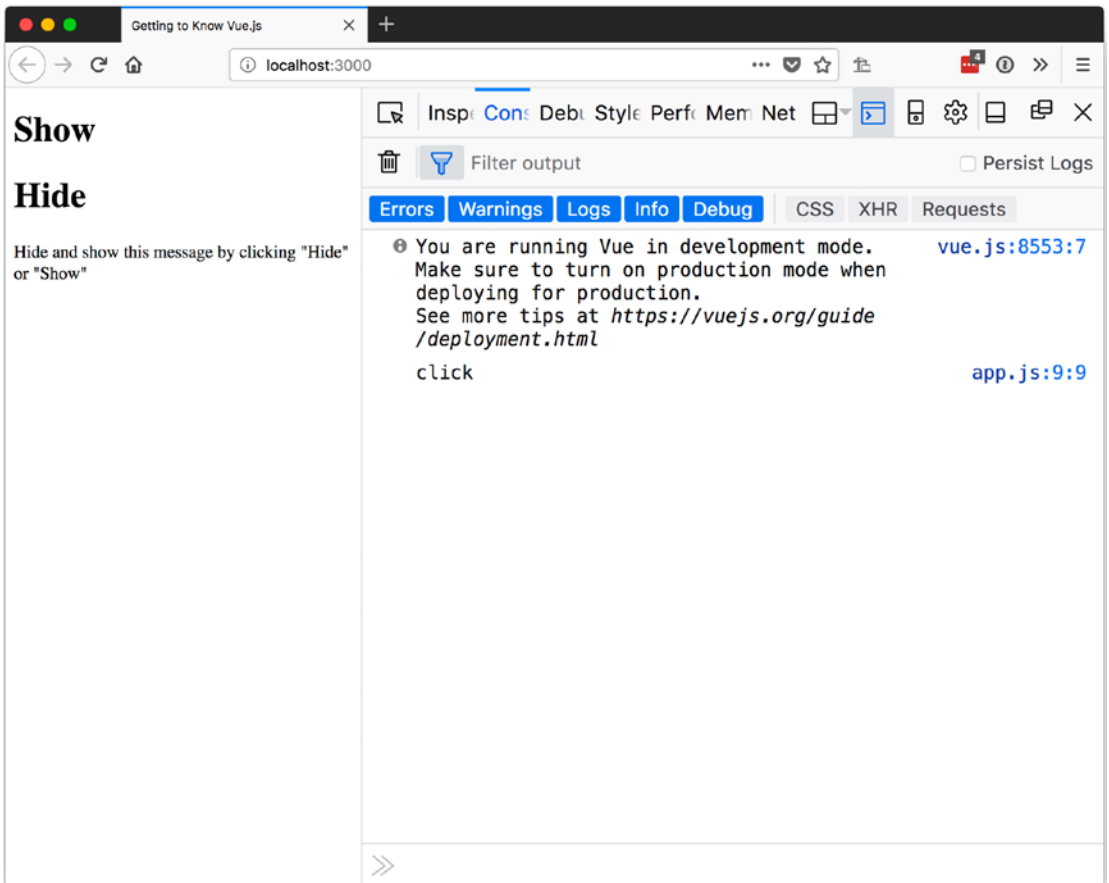 Getting to Know Vue.js
localhost:3000
4
Show
Hide
Hide and show this message by clicking "Hide"
or "Show"
Insp Cons Debu Style Perfo Mem Net
Filter output
Persist Logs
Errors Warnings Logs Info Debug CSS XHR Requests
You are running Vue in development mode. vue.js:8553:7
Make sure to turn on production mode when
deploying for production.
See more tips at https://vuejs.org/guide
/deployment.html
click app.js:9:9